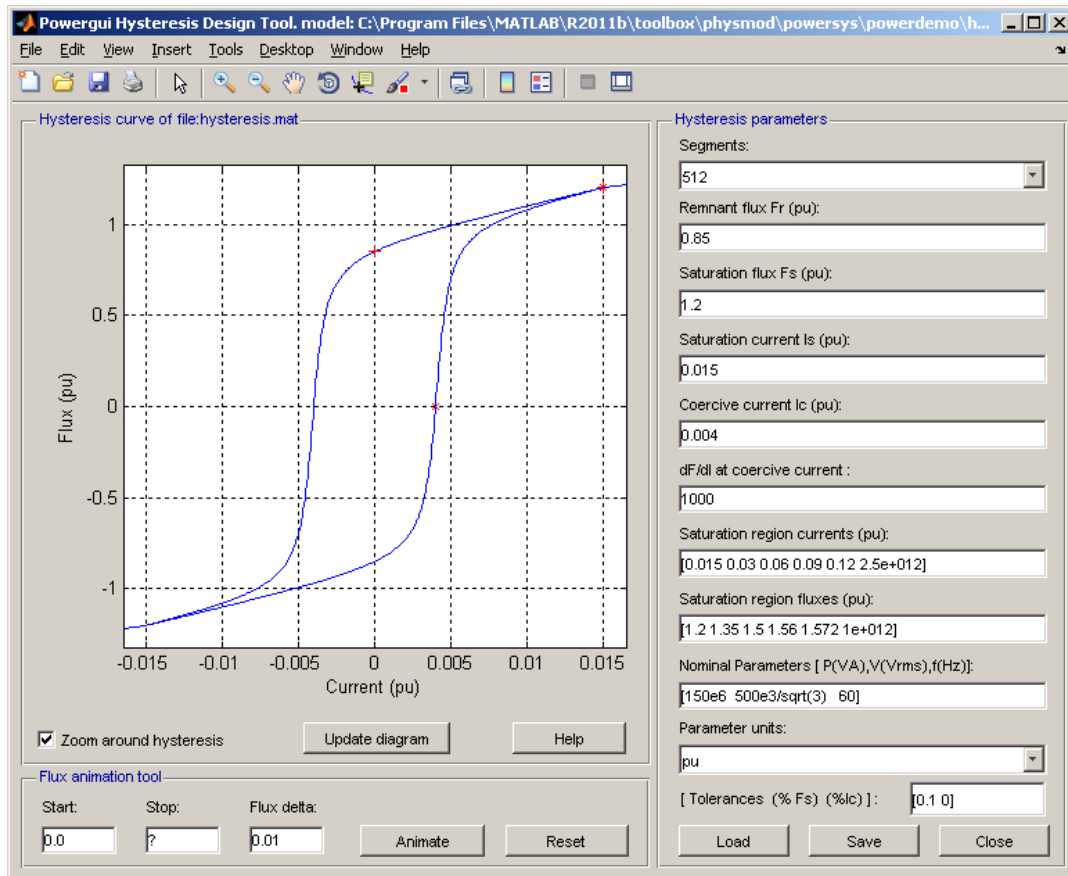 Powergui Hysteresis Design Tool. model: C:\Program Files\MATLAB\R2011b\toolbox\physmod\powersys\powerdemo\h...
File Edit View Insert Tools Desktop Window Help
Hysteresis curve of file:hysteresis.mat
1
0.5
0
-0.5
-1
Flux (pu)
-0.015 -0.01 -0.005 0 0.005 0.01 0.015
Current (pu)
Zoom around hysteresis
Update diagram
Help
Flux animation tool
Start: Stop: Flux delta:
0.0 ? 0.01 Animate Reset
Hysteresis parameters
Segments:
512
Remnant flux Fr (pu):
0.85
Saturation flux Fs (pu):
1.2
Saturation current Is (pu):
0.015
Coercive current Ic (pu):
0.004
dF/dI at coercive current :
1000
Saturation region currents (pu):
[0.015 0.03 0.06 0.09 0.12 2.5e+012]
Saturation region fluxes (pu):
[1.2 1.35 1.5 1.56 1.572 1e+012]
Nominal Parameters [ P(VA),V(Vrms),f(Hz)]:
[150e6 500e3/sqrt(3) 60]
Parameter units:
pu
[ Tolerances (% Fs) (%Ic) ] : [0.1 0]
Load Save Close